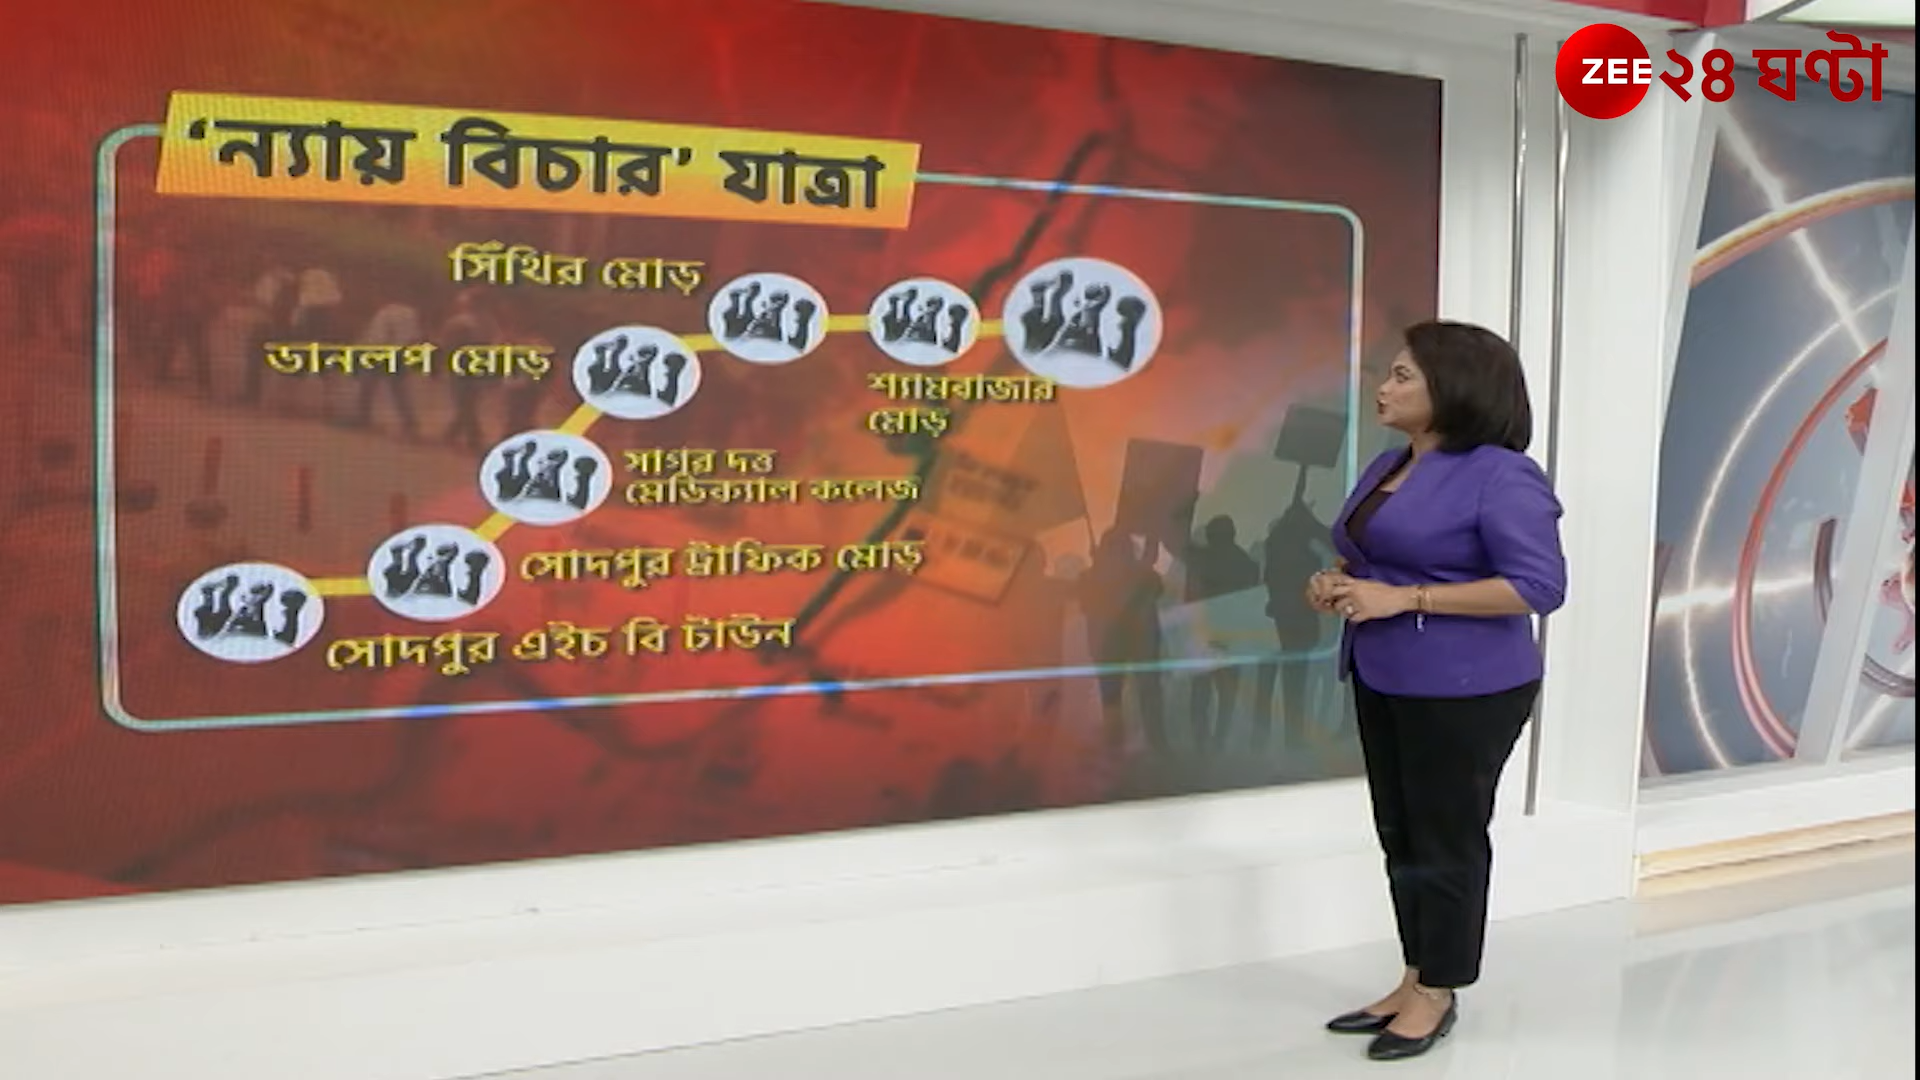 ZEE ২৪ ঘণ্টা
'ন্যায় বিচার' যাত্রা
সিঁথির মোড়
ডানলপ মোড়
শ্যামবাজার
মোড়
সাগর দত্ত
মেডিক্যাল কলেজ
সোদপুর ট্রাফিক মোড়
সোদপুর এইচ বি টাউন